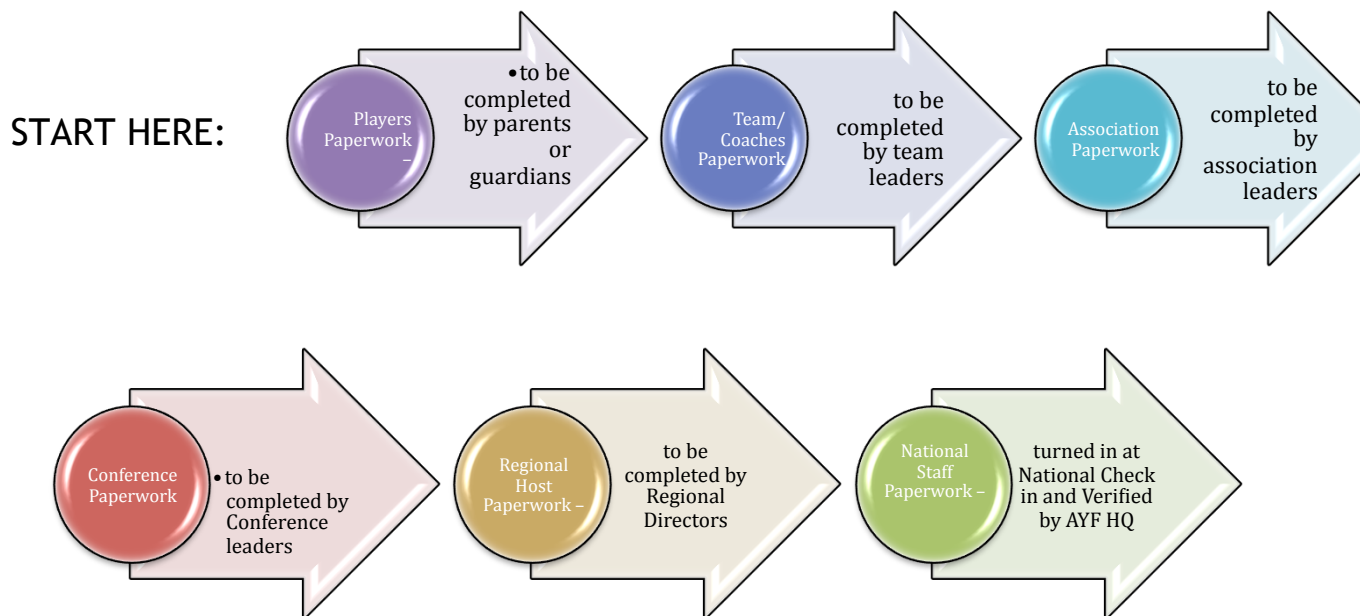 START HERE:
Players
Paperwork
–
•to be
completed
by parents
or
guardians
Team/
Coaches
Paperwork
to be
completed
by team
leaders
Association
Paperwork
to be
completed
by
association
leaders
Conference
Paperwork
•to be
completed by
Conference
leaders
Regional
Host
Paperwork –
to be
completed by
Regional
Directors
National
Staff
Paperwork –
turned in at
National Check
in and Verified
by AYF HQ